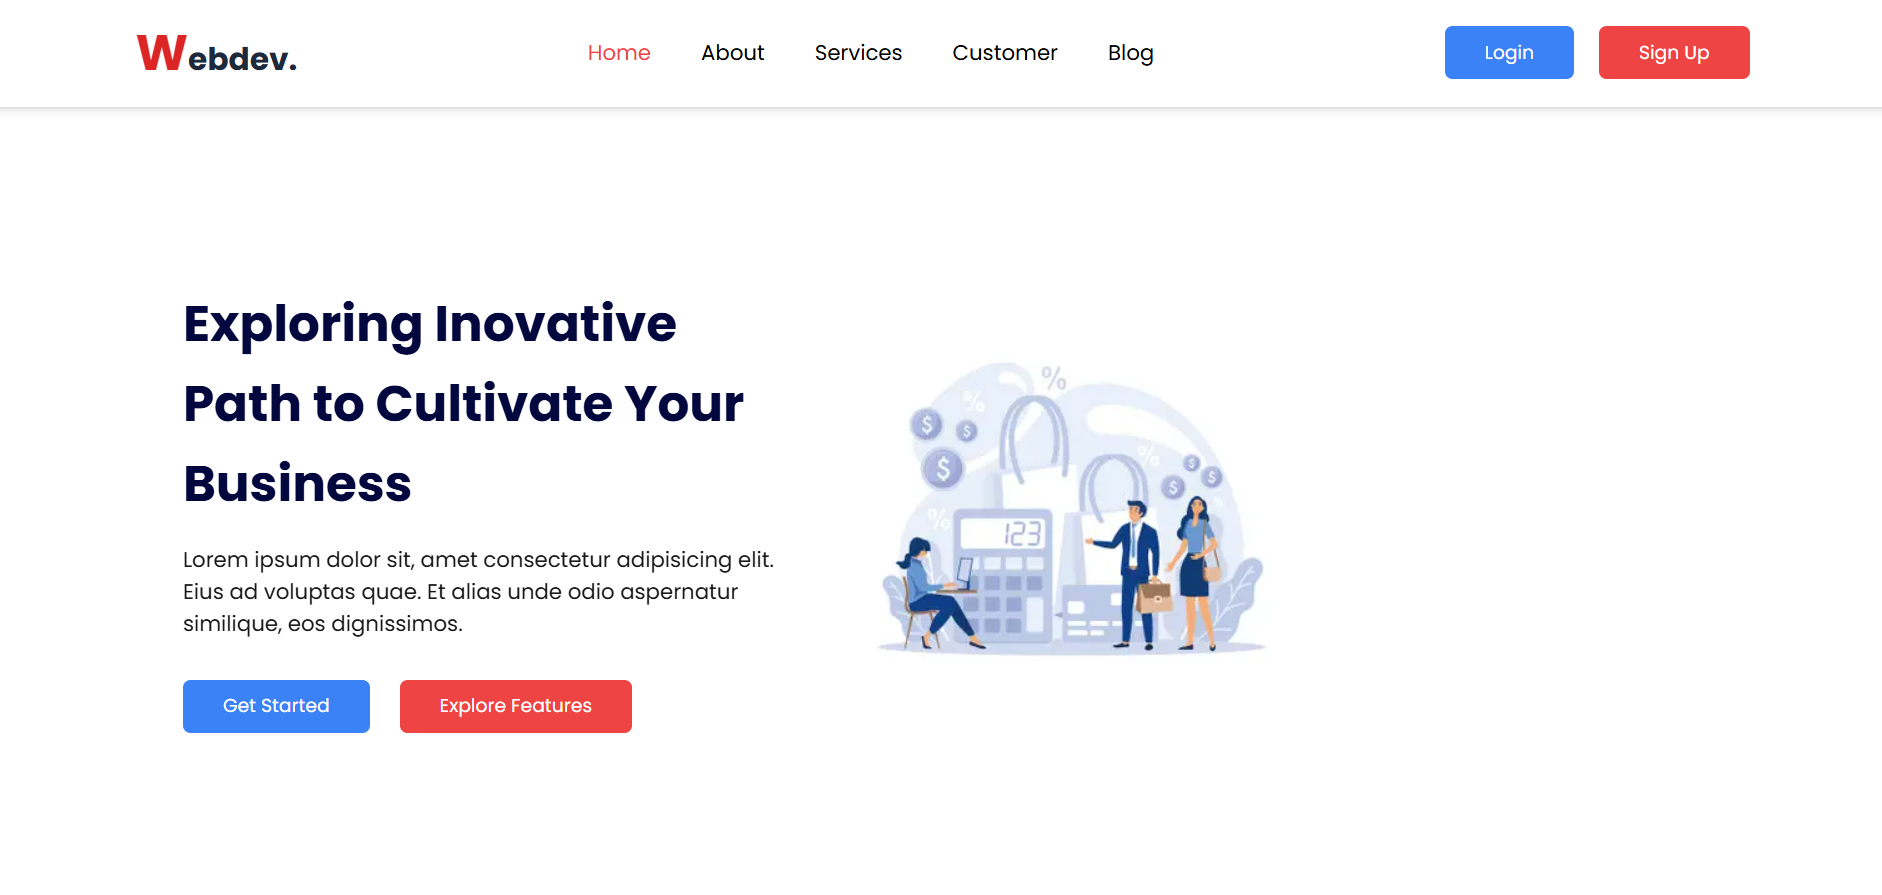 Webdev.
Home About Services Customer Blog
Login Sign Up
Exploring Inovative
Path to Cultivate Your
Business
Lorem ipsum dolor sit, amet consectetur adipisicing elit.
Eius ad voluptas quae. Et alias unde odio aspernatur
similique, eos dignissimos.
Get Started Explore Features
%
%
$ $
%
$ $
$
$
%
123